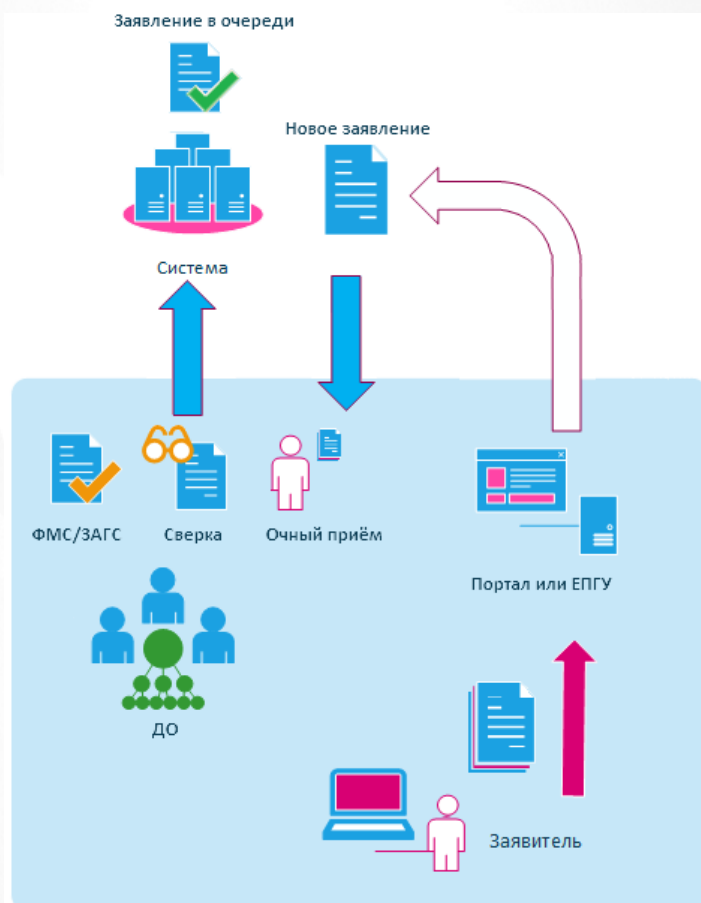 Заявление в очереди
Новое заявление
Система
ФМС/ЗАГС
Сверка
Очный приём
Портал или ЕПГУ
ДО
Заявитель